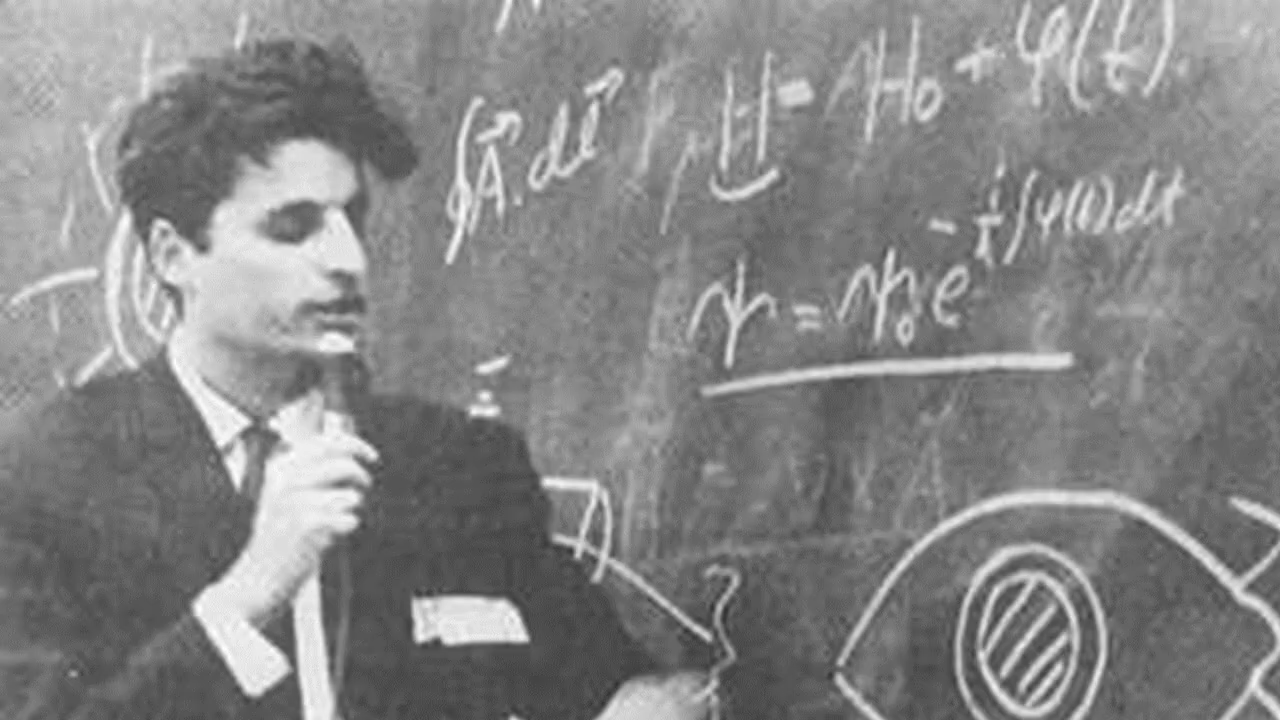 ∮A⃗·dl⃗
H = H₀ + φ(t)
ψ = ψ₀ e^{-i/ħ ∫φ(t)dt}